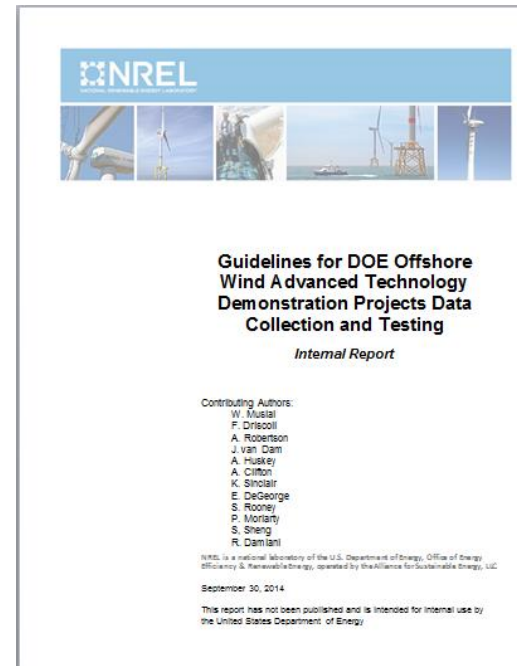 NREL
NATIONAL RENEWABLE ENERGY LABORATORY
Guidelines for DOE Offshore
Wind Advanced Technology
Demonstration Projects Data
Collection and Testing
Internal Report
Contributing Authors:
W. Musial
F. Driscoll
A. Robertson
J. van Dam
A. Huskey
A. Clifton
K. Sinclair
E. DeGeorge
S. Rooney
P. Moriarty
S, Sheng
R. Damiani
NREL is a national laboratory of the U.S. Department of Energy, Office of Energy
Efficiency & Renewable Energy, operated by the Alliance for Sustainable Energy, LLC
September 30, 2014
This report has not been published and is intended for internal use by
the United States Department of Energy